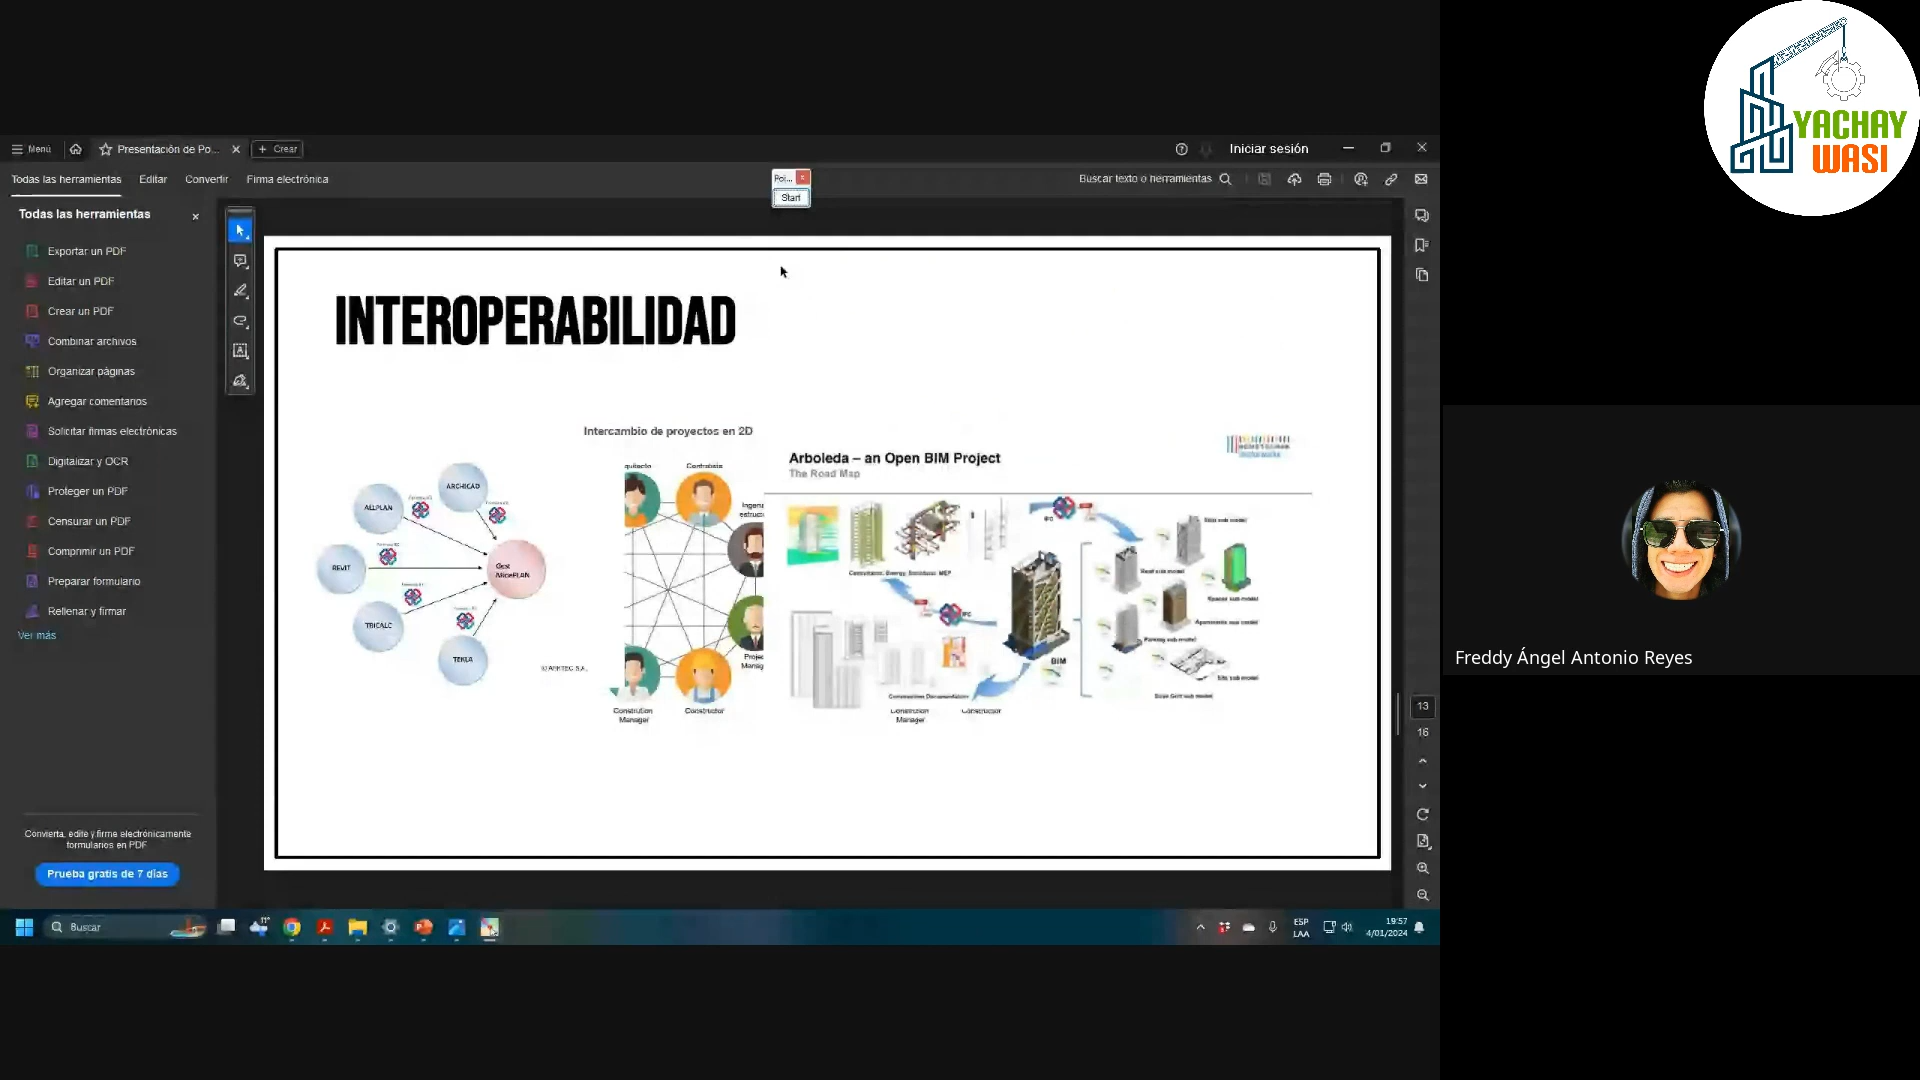 YACHAY
WASI
Menú
Presentación de Po...
Crear
Iniciar sesión
Todas las herramientas
Editar
Convertir
Firma electrónica
Start
Buscar texto o herramientas
Todas las herramientas
Exportar un PDF
Editar un PDF
Crear un PDF
Combinar archivos
Organizar páginas
Agregar comentarios
Solicitar firmas electrónicas
Digitalizar y OCR
Proteger un PDF
Censurar un PDF
Comprimir un PDF
Preparar formulario
Rellenar y firmar
Ver más
Convierta, edite y firme electrónicamente
formularios en PDF
Prueba gratis de 7 días
INTEROPERABILIDAD
ARCHICAD
ALLPLAN
REVIT
TRICALC
TEKLA
Gest
Intercambio de proyectos en 2D
Constructor
Manager
Arboleda – an Open BIM Project
The Road Map
IFC
BIM
Construction Documentation
Manager
Constructor
13
16
Freddy Ángel Antonio Reyes
Buscar
ESP
LAA
19:57
4/01/2024